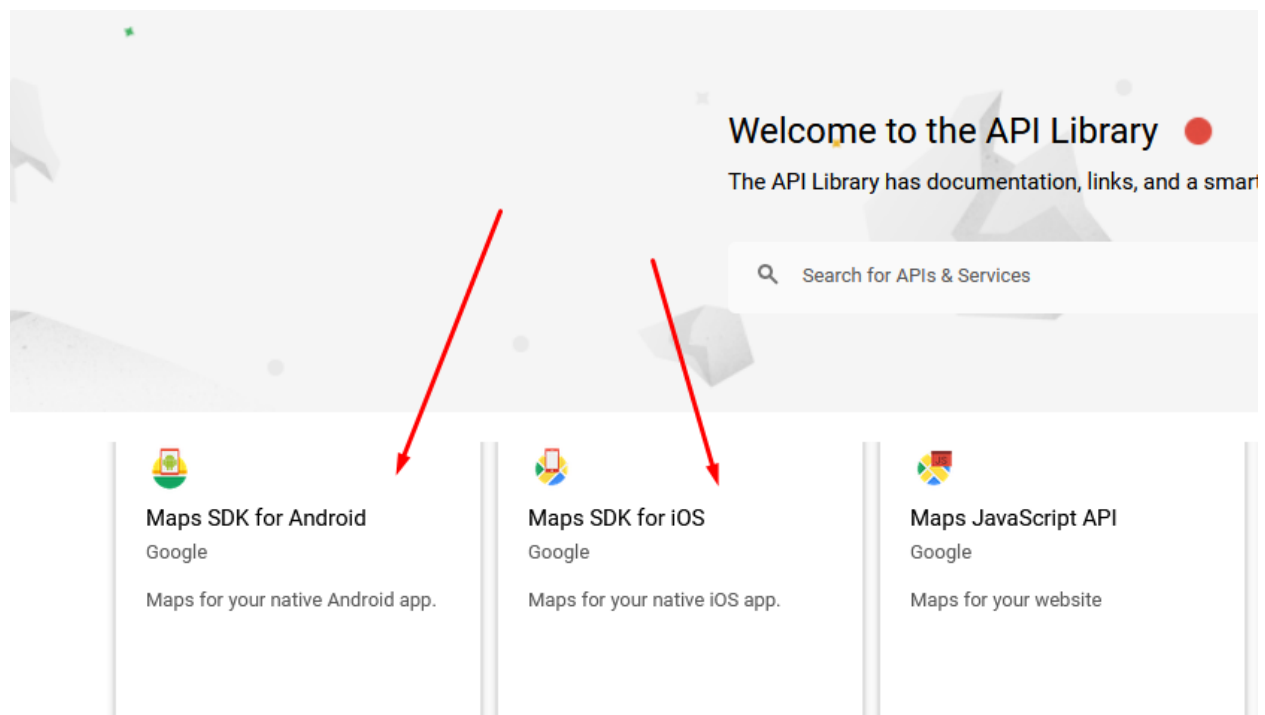 Welcome to the API Library
The API Library has documentation, links, and a smart
Search for APIs & Services
JS
Maps SDK for Android
Google
Maps for your native Android app.
Maps SDK for iOS
Google
Maps for your native iOS app.
Maps JavaScript API
Google
Maps for your website